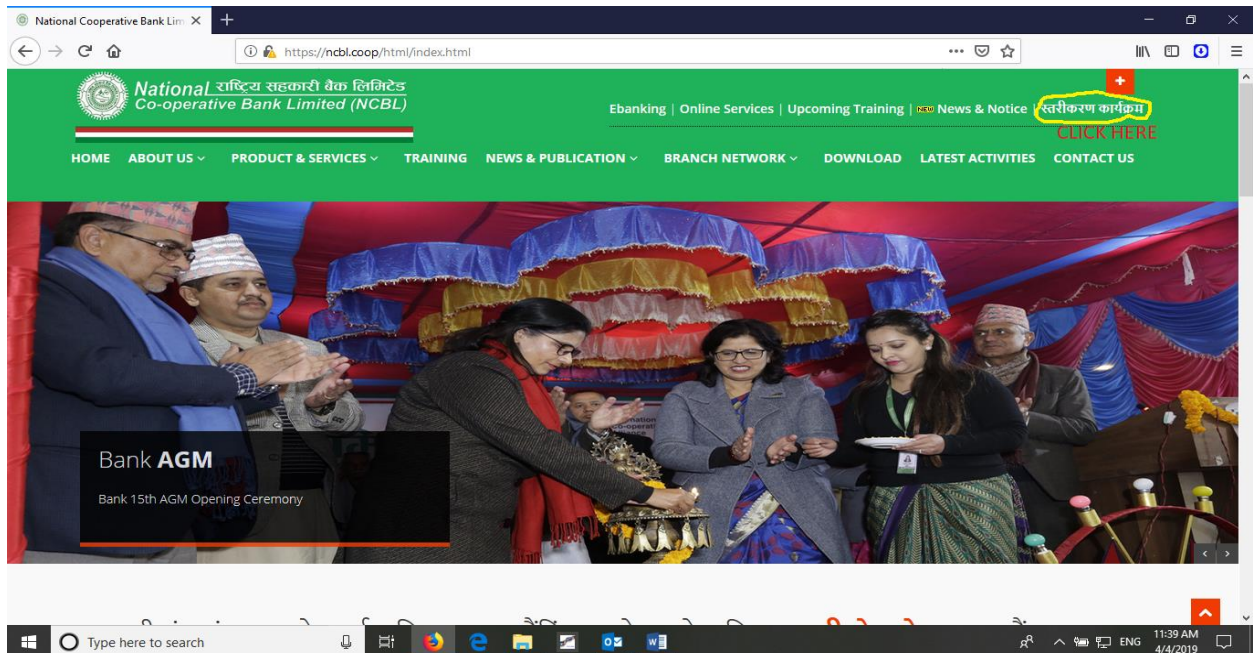 National Cooperative Bank Lim
https://ncbl.coop/html/index.html
National राष्ट्रिय सहकारी बैंक लिमिटेड
Co-operative Bank Limited (NCBL)
Ebanking | Online Services | Upcoming Training | NEW News & Notice | स्तरीकरण कार्यक्रम
CLICK HERE
HOME ABOUT US PRODUCT & SERVICES TRAINING NEWS & PUBLICATION BRANCH NETWORK DOWNLOAD LATEST ACTIVITIES CONTACT US
Bank AGM
Bank 15th AGM Opening Ceremony
Type here to search
ENG
11:39 AM
4/4/2019